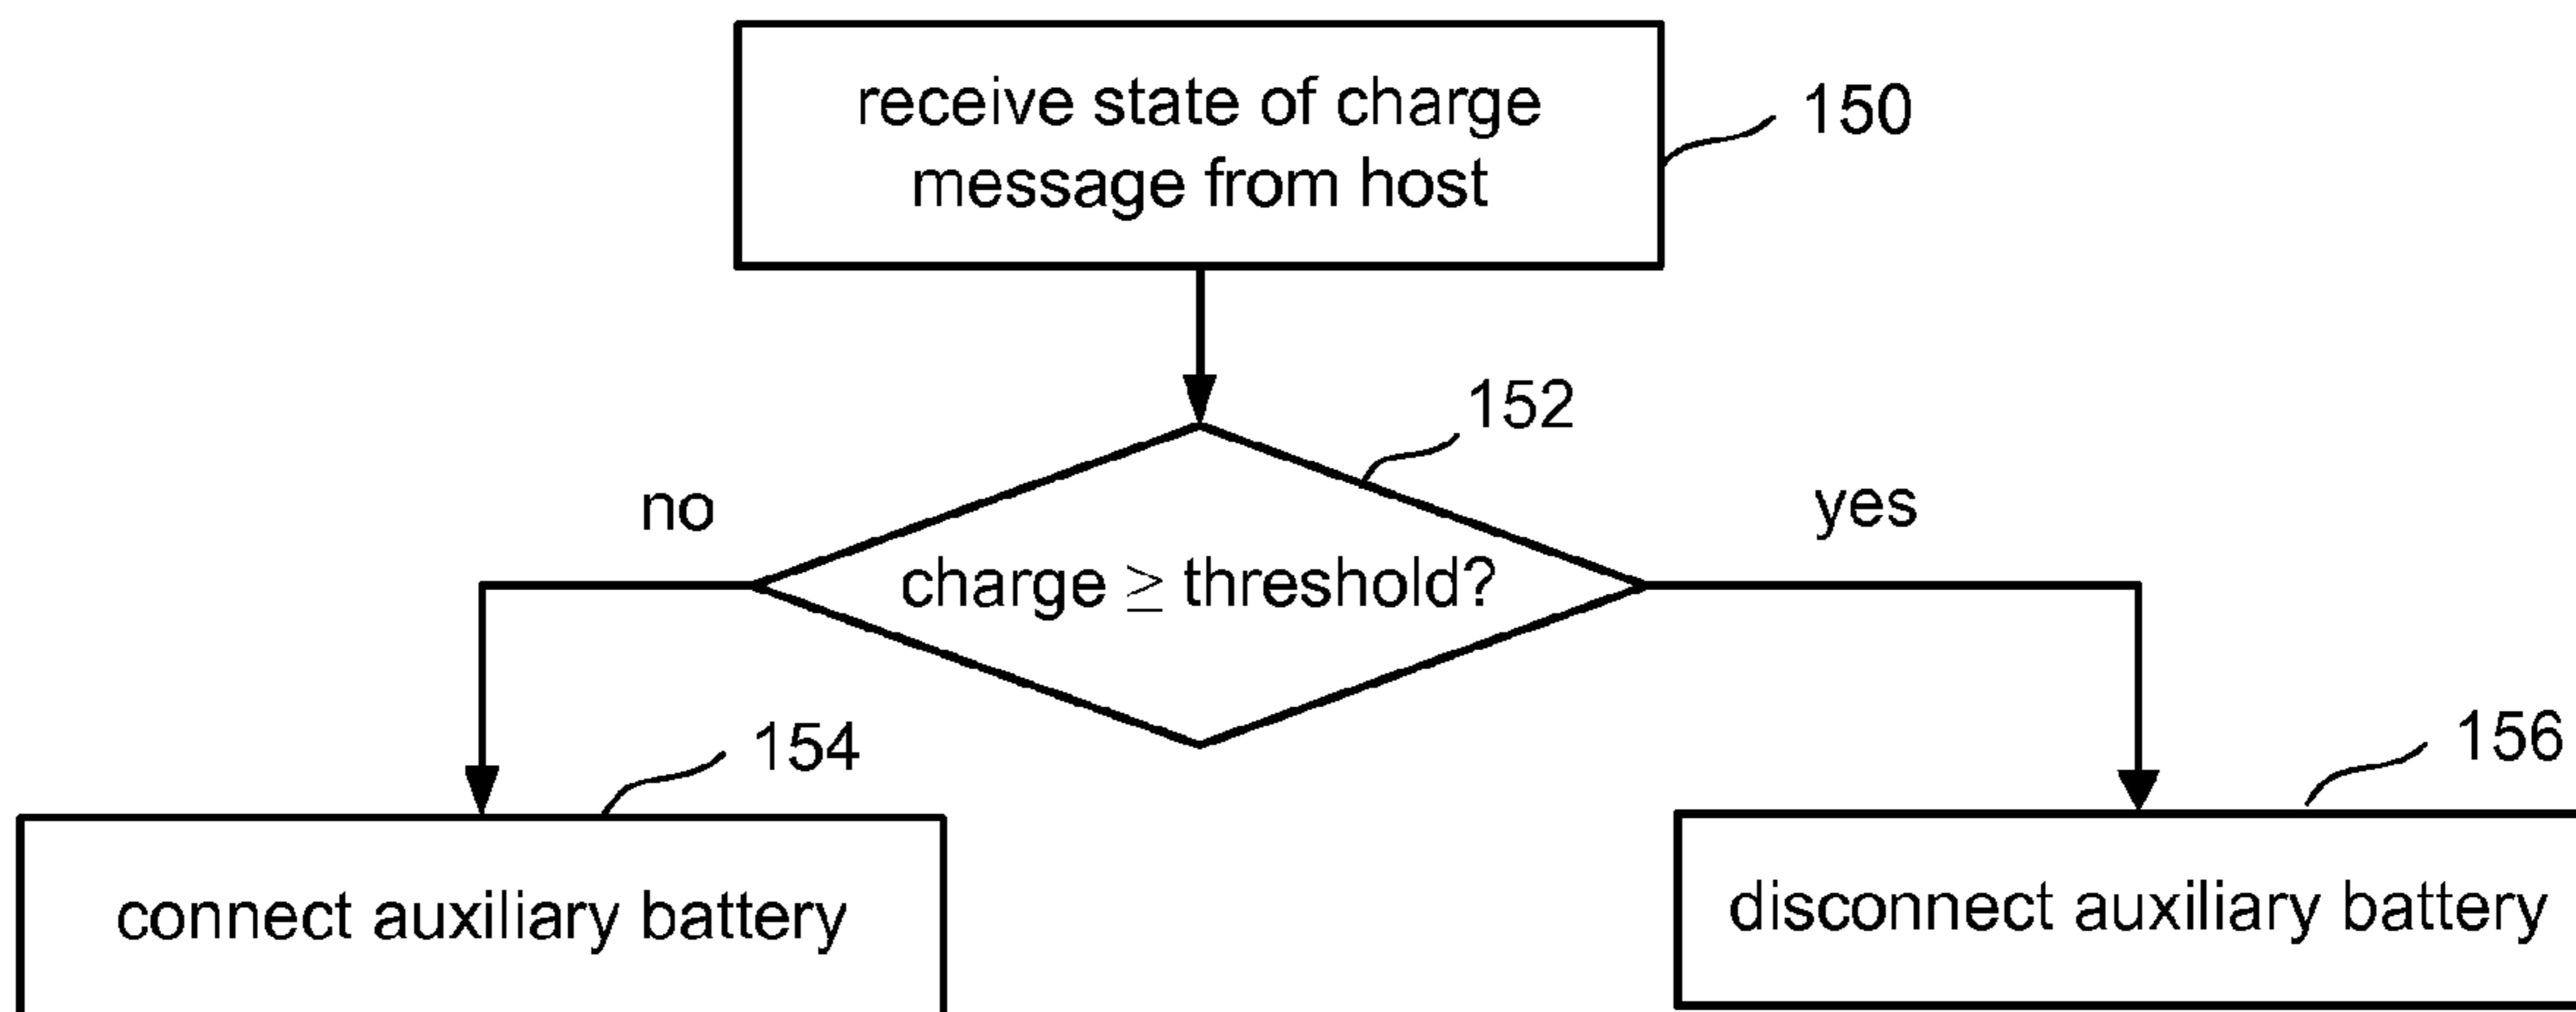 receive state of charge
message from host
150
152
no
yes
charge ≥ threshold?
154
156
connect auxiliary battery
disconnect auxiliary battery